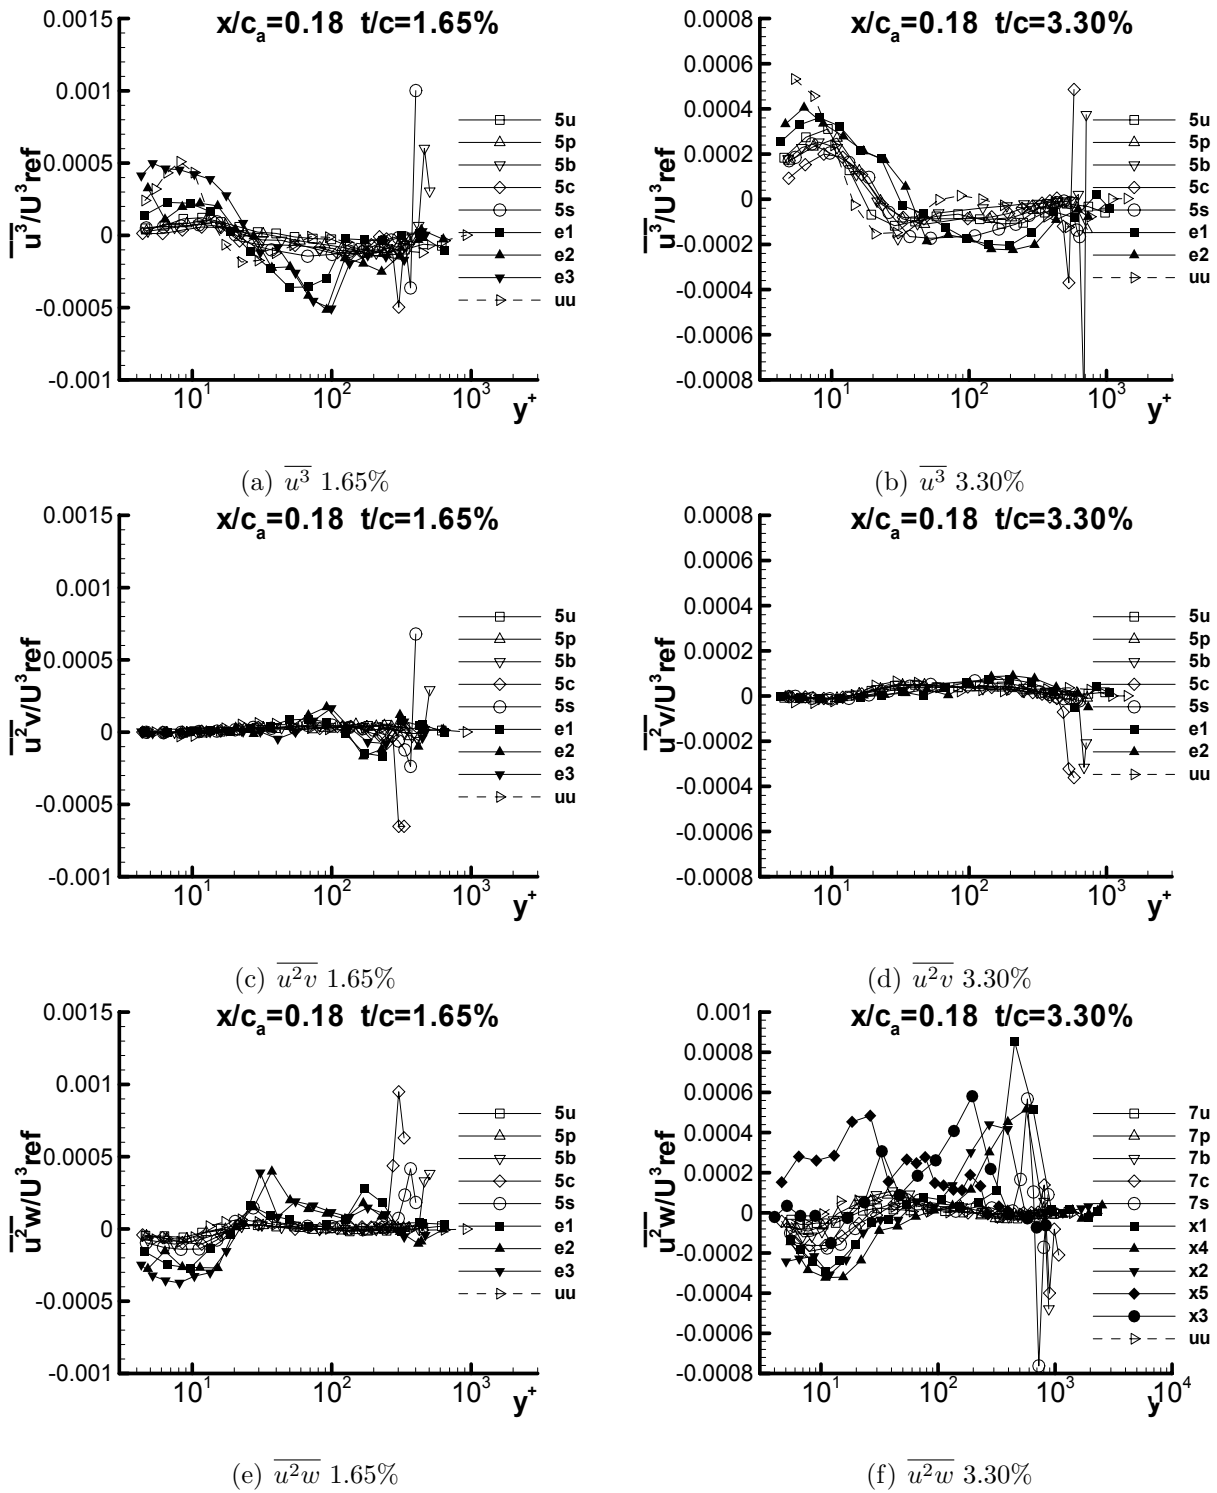 x/ca=0.18 t/c=1.65%
0.0015
0.001
0.0005
0
-0.0005
-0.001
u³/U³ref
10¹ 10² 10³ y⁺
5u
5p
5b
5c
5s
e1
e2
e3
uu
(a) u³ 1.65%
x/ca=0.18 t/c=3.30%
0.0008
0.0006
0.0004
0.0002
0
-0.0002
-0.0004
-0.0006
-0.0008
u³/U³ref
10¹ 10² 10³ y⁺
5u
5p
5b
5c
5s
e1
e2
uu
(b) u³ 3.30%
x/ca=0.18 t/c=1.65%
0.0015
0.001
0.0005
0
-0.0005
-0.001
u²v/U³ref
10¹ 10² 10³ y⁺
5u
5p
5b
5c
5s
e1
e2
e3
uu
(c) u²v 1.65%
x/ca=0.18 t/c=3.30%
0.0008
0.0006
0.0004
0.0002
0
-0.0002
-0.0004
-0.0006
-0.0008
u²v/U³ref
10¹ 10² 10³ y⁺
5u
5p
5b
5c
5s
e1
e2
uu
(d) u²v 3.30%
x/ca=0.18 t/c=1.65%
0.0015
0.001
0.0005
0
-0.0005
-0.001
u²w/U³ref
10¹ 10² 10³ y⁺
5u
5p
5b
5c
5s
e1
e2
e3
uu
(e) u²w 1.65%
x/ca=0.18 t/c=3.30%
0.001
0.0008
0.0006
0.0004
0.0002
0
-0.0002
-0.0004
-0.0006
-0.0008
u²w/U³ref
10¹ 10² 10³ y 10⁴
7u
7p
7b
7c
7s
x1
x4
x2
x5
x3
uu
(f) u²w 3.30%